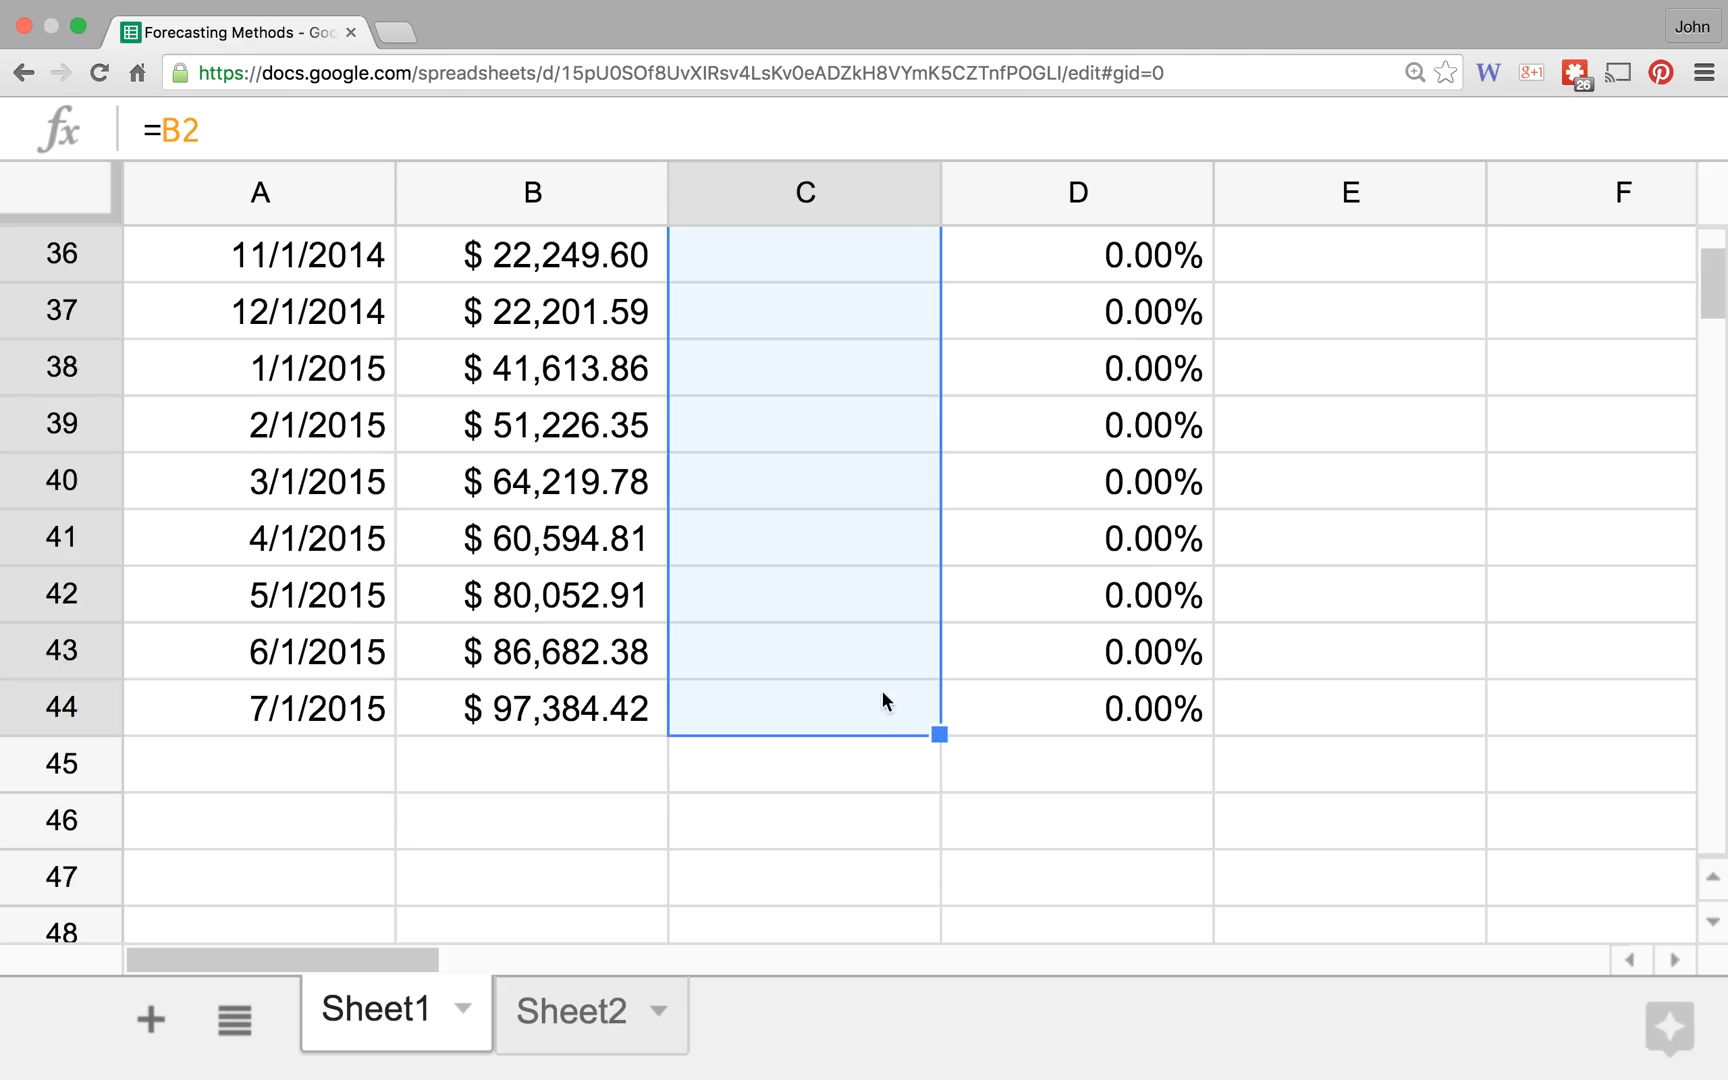 Forecasting Methods - Goo
John
https://docs.google.com/spreadsheets/d/15pU0SOf8UvXIRsv4LsKv0eADZkH8VYmK5CZTnfPOGLI/edit#gid=0
W
g+1
26
fx =B2
A B C D E F
36 11/1/2014 $ 22,249.60 0.00%
37 12/1/2014 $ 22,201.59 0.00%
38 1/1/2015 $ 41,613.86 0.00%
39 2/1/2015 $ 51,226.35 0.00%
40 3/1/2015 $ 64,219.78 0.00%
41 4/1/2015 $ 60,594.81 0.00%
42 5/1/2015 $ 80,052.91 0.00%
43 6/1/2015 $ 86,682.38 0.00%
44 7/1/2015 $ 97,384.42 0.00%
45
46
47
48
Sheet1 Sheet2